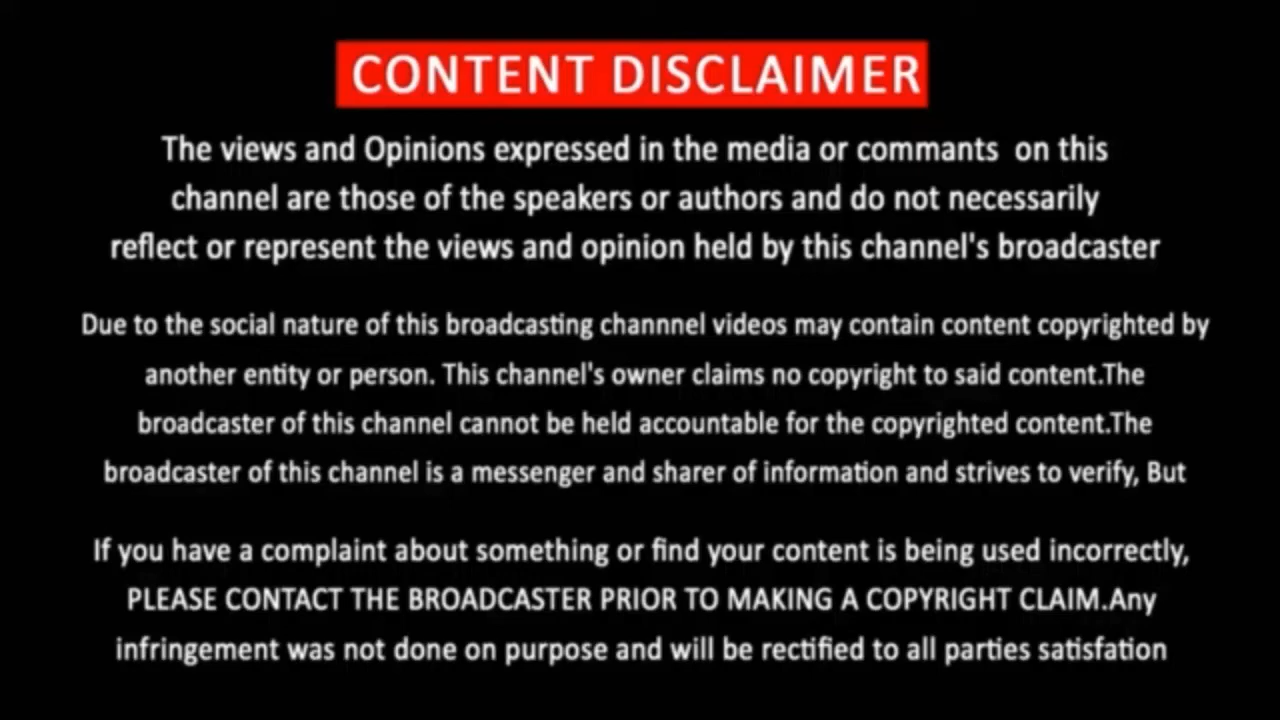 CONTENT DISCLAIMER
The views and Opinions expressed in the media or commants on this
channel are those of the speakers or authors and do not necessarily
reflect or represent the views and opinion held by this channel's broadcaster
Due to the social nature of this broadcasting channnel videos may contain content copyrighted by
another entity or person. This channel's owner claims no copyright to said content.The
broadcaster of this channel cannot be held accountable for the copyrighted content.The
broadcaster of this channel is a messenger and sharer of information and strives to verify, But
If you have a complaint about something or find your content is being used incorrectly,
PLEASE CONTACT THE BROADCASTER PRIOR TO MAKING A COPYRIGHT CLAIM.Any
infringement was not done on purpose and will be rectified to all parties satisfation